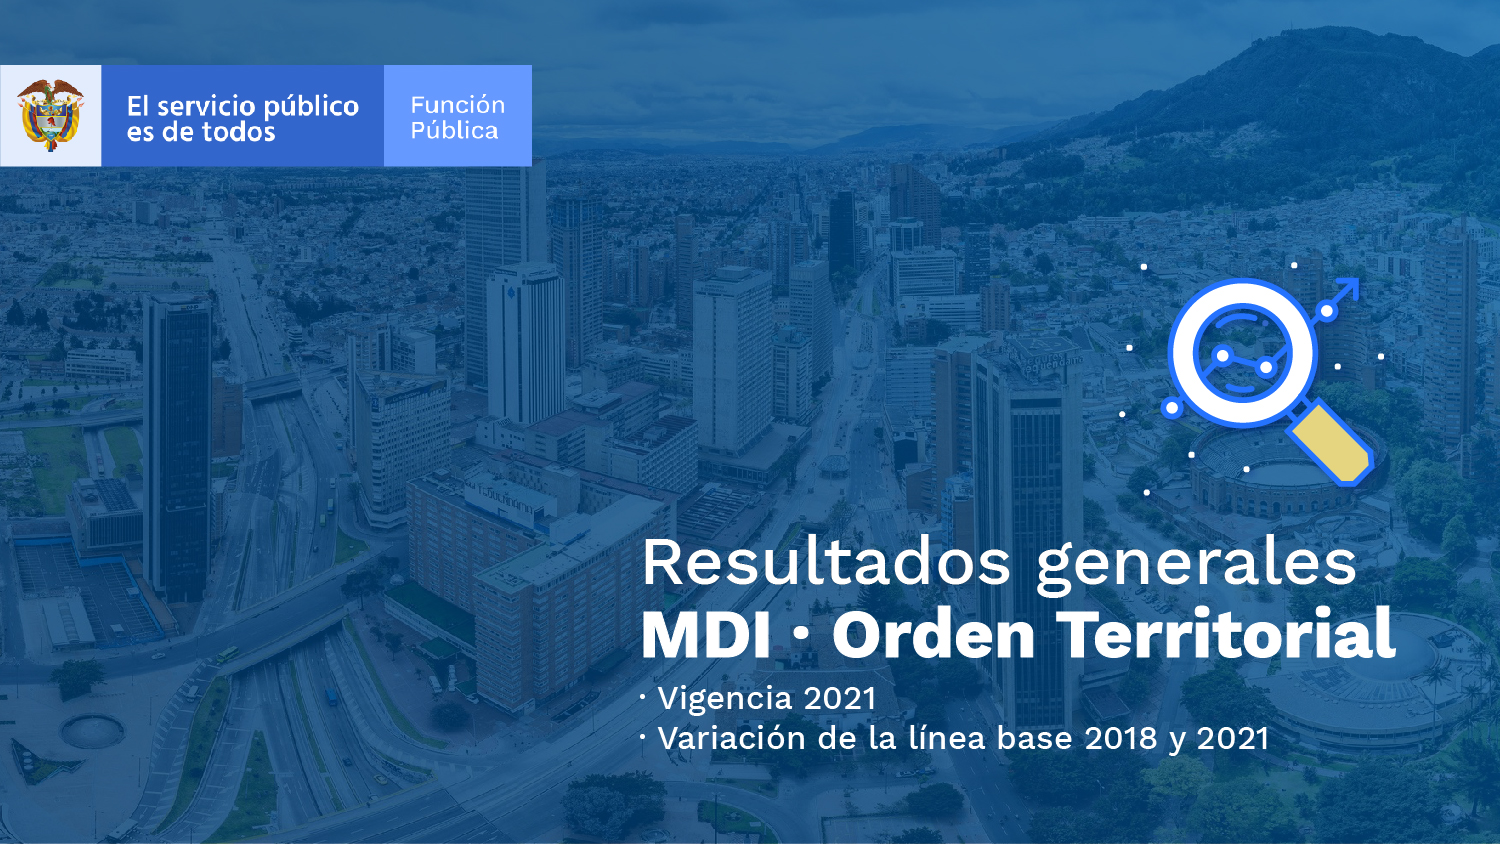 El servicio público
es de todos
Función
Pública
Resultados generales
MDI · Orden Territorial
· Vigencia 2021
· Variación de la línea base 2018 y 2021